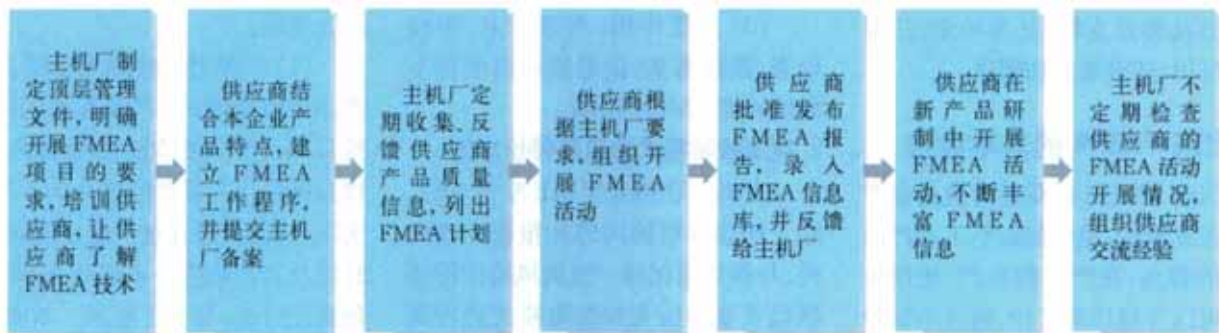 主机厂制
定顶层管理
文件,明确
开展FMEA
项目的要
求,培训供
应商,让供
应商了解
FMEA技术
供应商结
合本企业产
品特点,建
立FMEA
工作程序,
并提交主机
厂备案
主机厂定
期收集、反
馈供应商
产品质量
信息,列出
FMEA计划
供应商根
据主机厂要
求,组织开
展FMEA
活动
供应商
批准发布
FMEA报
告,录入
FMEA信息
库,并反馈
给主机厂
供应商在
新产品研
制中开展
FMEA活
动,不断丰
富FMEA
信息
主机厂不
定期检查
供应商的
FMEA活动
开展情况,
组织供应商
交流经验